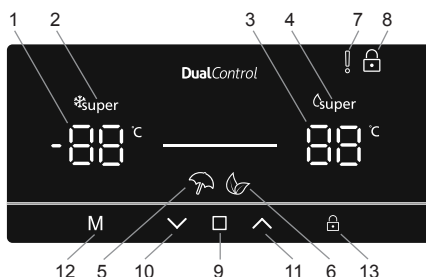 1 2 3 4 7 8
DualControl
super super
-88 °C 88 °C
M
12 5 10 9 11 6 13